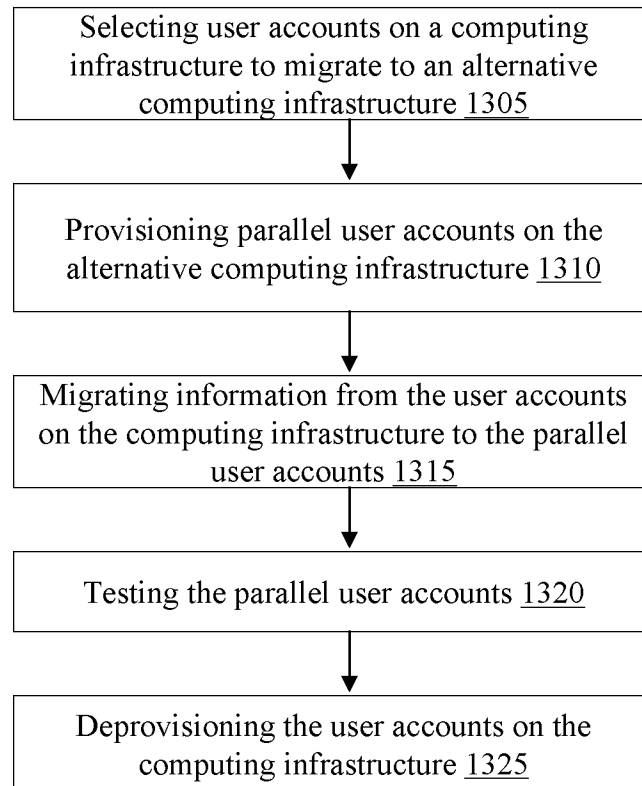 Selecting user accounts on a computing
infrastructure to migrate to an alternative
computing infrastructure 1305
Provisioning parallel user accounts on the
alternative computing infrastructure 1310
Migrating information from the user accounts
on the computing infrastructure to the parallel
user accounts 1315
Testing the parallel user accounts 1320
Deprovisioning the user accounts on the
computing infrastructure 1325